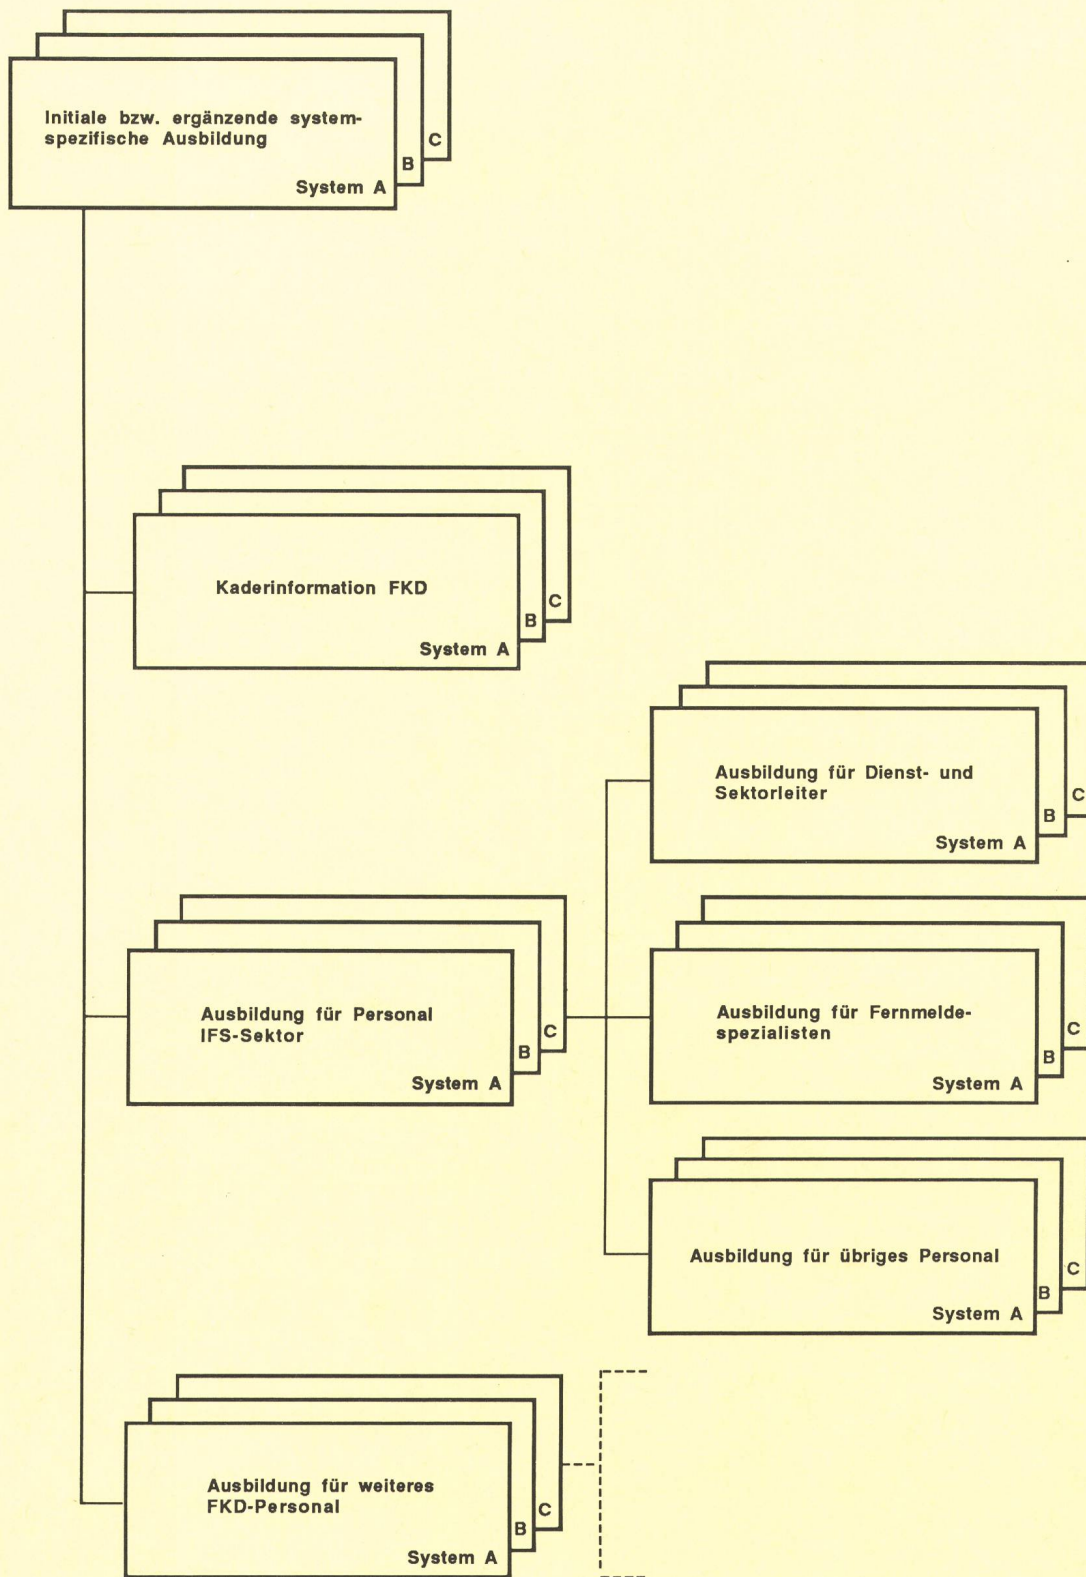 Initiale bzw. ergänzende system-
spezifische Ausbildung
C
B
System A
Kaderinformation FKD
C
B
System A
Ausbildung für Dienst- und
Sektorleiter
C
B
System A
Ausbildung für Personal
IFS-Sektor
C
B
System A
Ausbildung für Fernmelde-
spezialisten
C
B
System A
Ausbildung für übriges Personal
C
B
System A
Ausbildung für weiteres
FKD-Personal
C
B
System A